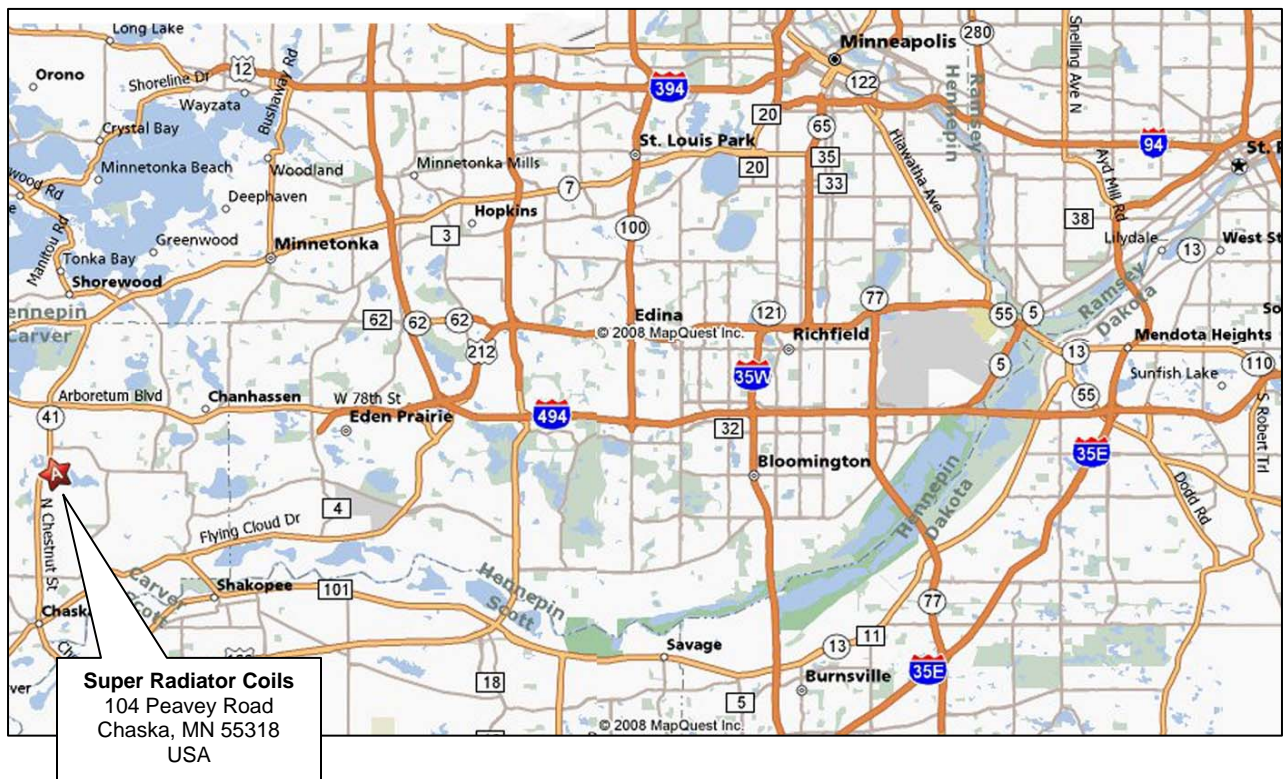 Long Lake
Minneapolis
280
Snelling Ave N
Orono
12
Shoreline Dr
Bushaway Rd
Wayzata
394
122
Hennepin
Ramsey
20
65
Hiawatha Ave
Crystal Bay
St. Louis Park
94
St. P
Minnetonka Beach
Woodland
Minnetonka Mills
20
35
33
Ayd Mill Rd
wood Rd
Deephaven
7
Hopkins
38
Manitou Rd
Greenwood
Minnetonka
3
100
Lilydale
13
West St
Tonka Bay
Shorewood
77
Ramsey
Dakota
ennepin
Carver
62
62
62
Edina
121
55
5
So
© 2008 MapQuest Inc.
Richfield
Mendota Heights
212
35W
5
13
110
Sunfish Lake
Arboretum Blvd
Chanhassen
W 78th St
Eden Prairie
494
55
41
32
35E
S Robert Trl
Bloomington
N Chestnut St
4
Hennepin
Dakota
Dodd Rd
Flying Cloud Dr
Carver
Scott
Shakopee
101
Hennepin
Scott
77
Chaska
Savage
13
11
35E
ver
18
Burnsville
5
© 2008 MapQuest Inc.
Super Radiator Coils
104 Peavey Road
Chaska, MN 55318
USA